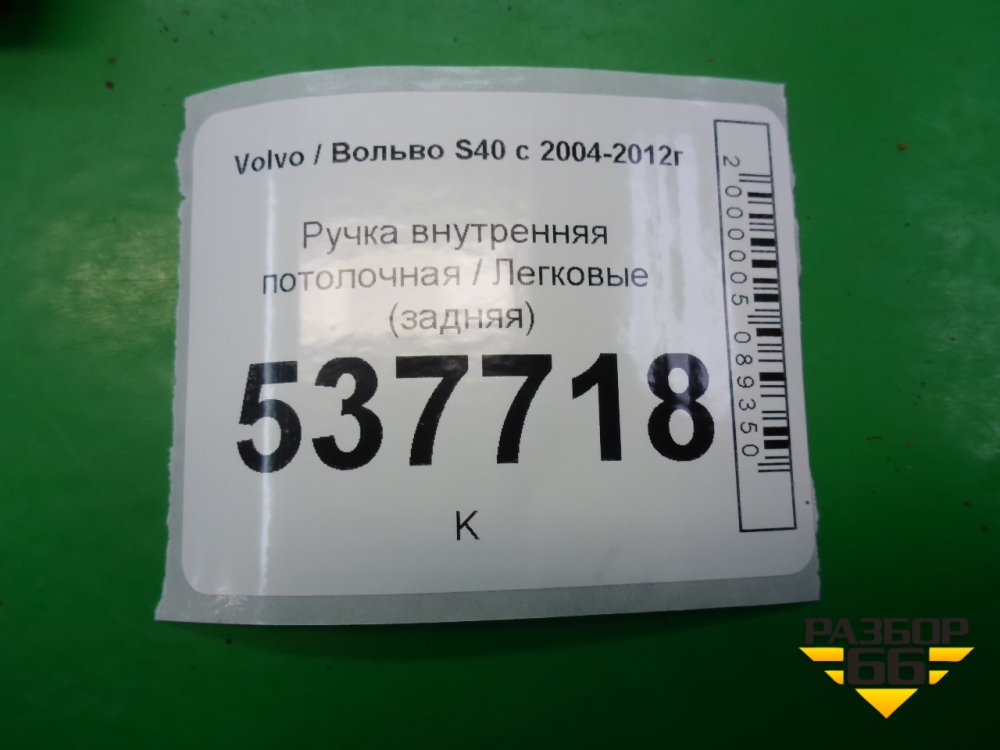 Volvo / Вольво S40 с 2004-2012г
Ручка внутренняя
потолочная / Легковые
(задняя)
537718
К
2000005089350
РАЗБОР
66